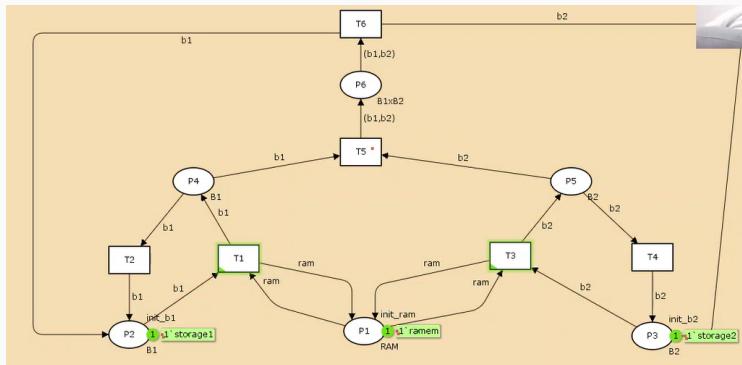 T6
b2
b1
(b1,b2)
P6
B1xB2
(b1,b2)
T5
b1
b2
P4
B1
P5
B2
b1
b1
b2
b2
T2
T1
T3
T4
ram
ram
ram
ram
b1
b1
b2
b2
init_b1
init_ram
init_b2
P2
1
1`storage1
B1
P1
1
1`ramem
RAM
P3
1
1`storage2
B2